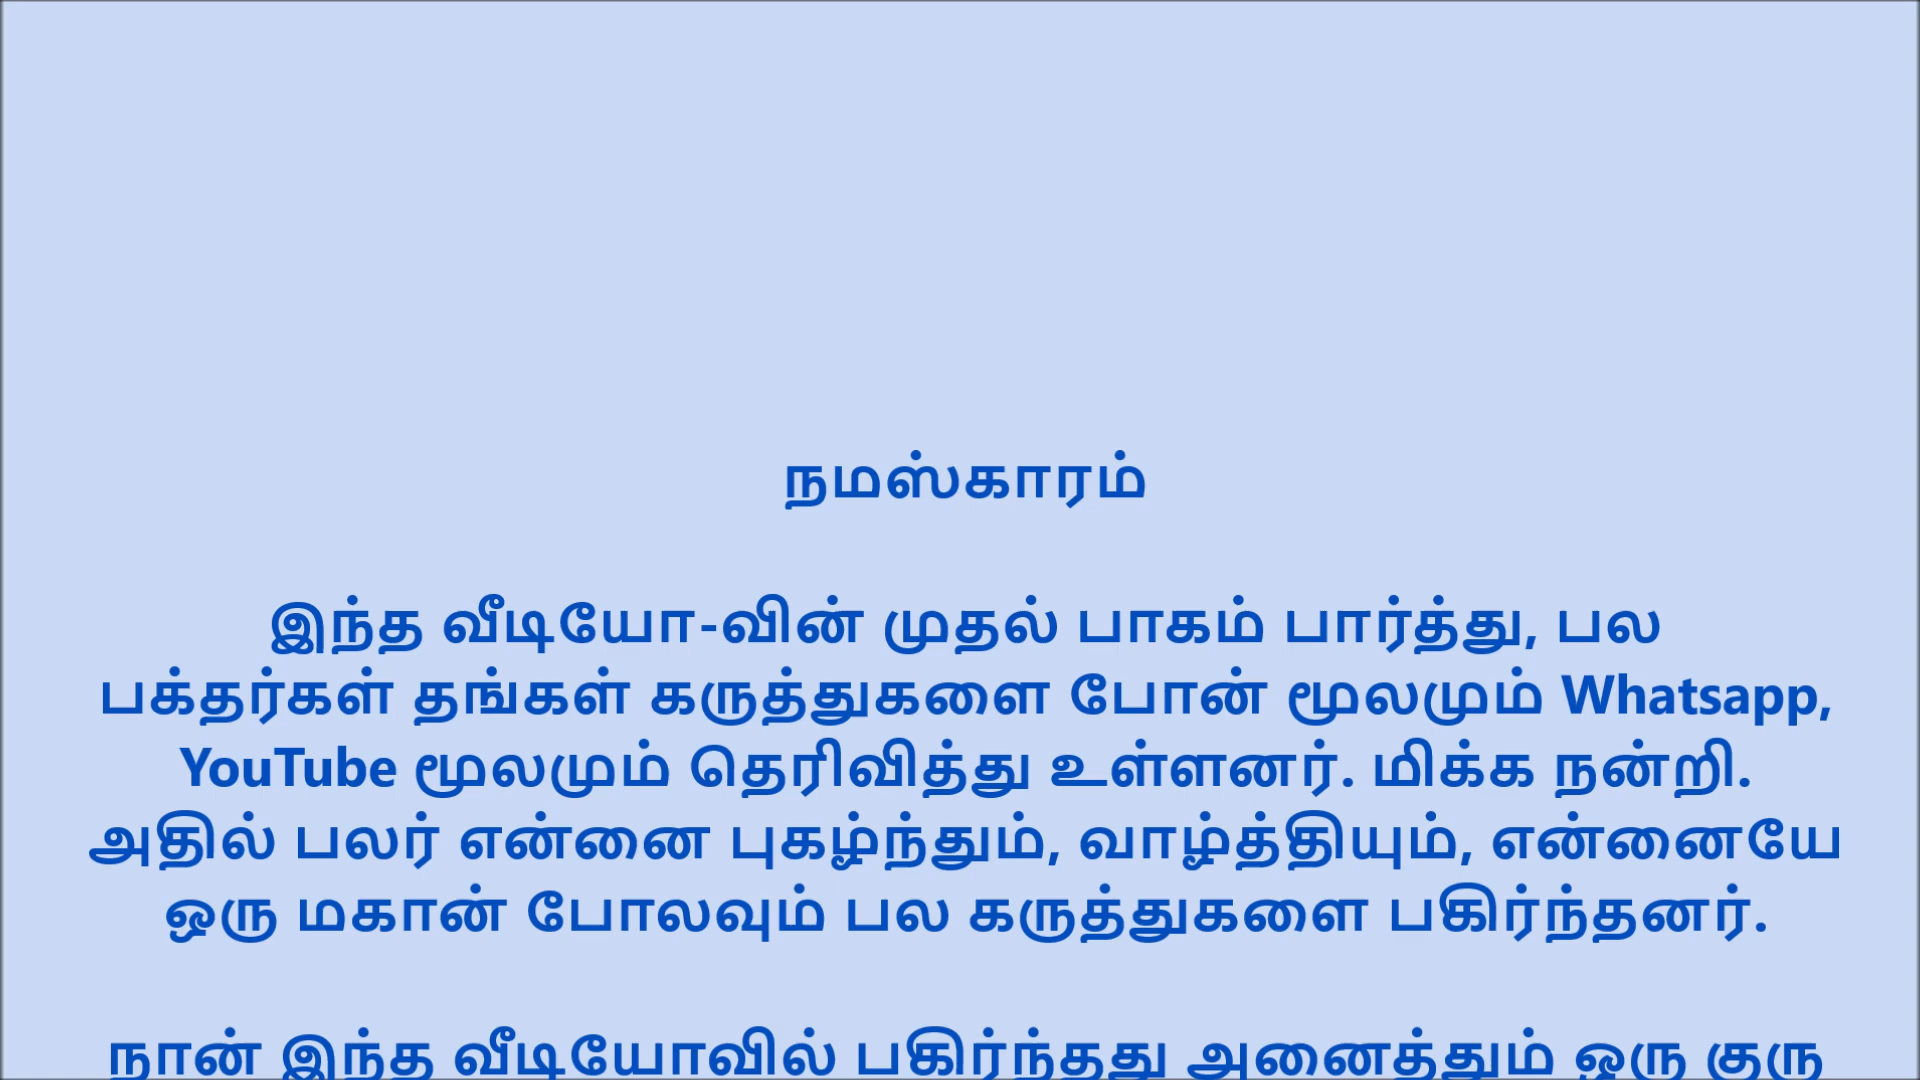 நமஸ்காரம்
இந்த வீடியோ-வின் முதல் பாகம் பார்த்து, பல
பக்தர்கள் தங்கள் கருத்துகளை போன் மூலமும் Whatsapp,
YouTube மூலமும் தெரிவித்து உள்ளனர். மிக்க நன்றி.
அதில் பலர் என்னை புகழ்ந்தும், வாழ்த்தியும், என்னையே
ஒரு மகான் போலவும் பல கருத்துகளை பகிர்ந்தனர்.
நான் இந்த வீடியோவில் பகிர்ந்தது அனைத்தும் ஒரு குரு